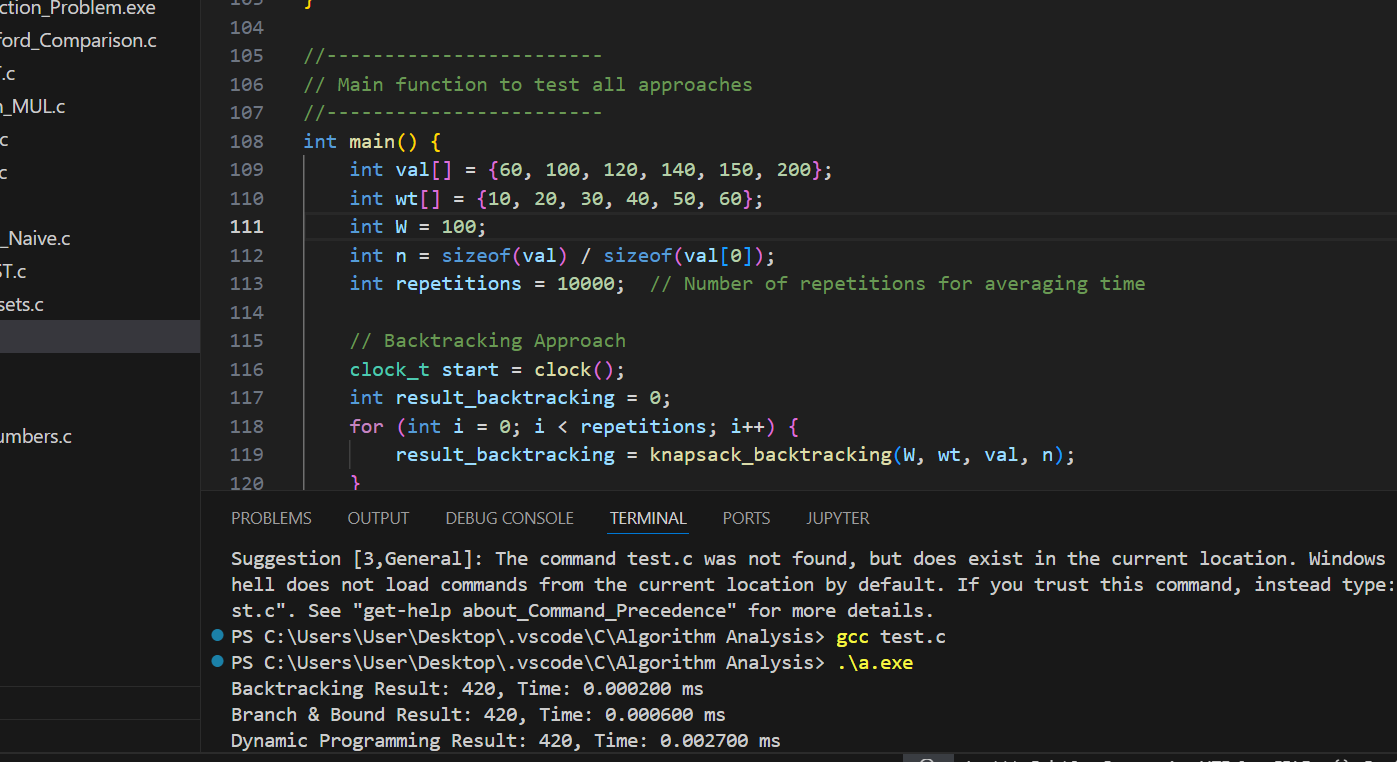 ction_Problem.exe
ford_Comparison.c
.c
_MUL.c
c
c
_Naive.c
ST.c
sets.c
umbers.c
103 }
104
105 //------------------------
106 // Main function to test all approaches
107 //------------------------
108 int main() {
109 int val[] = {60, 100, 120, 140, 150, 200};
110 int wt[] = {10, 20, 30, 40, 50, 60};
111 int W = 100;
112 int n = sizeof(val) / sizeof(val[0]);
113 int repetitions = 10000; // Number of repetitions for averaging time
114
115 // Backtracking Approach
116 clock_t start = clock();
117 int result_backtracking = 0;
118 for (int i = 0; i < repetitions; i++) {
119 result_backtracking = knapsack_backtracking(W, wt, val, n);
120 }
PROBLEMS OUTPUT DEBUG CONSOLE TERMINAL PORTS JUPYTER
Suggestion [3,General]: The command test.c was not found, but does exist in the current location. Windows
hell does not load commands from the current location by default. If you trust this command, instead type:
st.c". See "get-help about_Command_Precedence" for more details.
PS C:\Users\User\Desktop\.vscode\C\Algorithm Analysis> gcc test.c
PS C:\Users\User\Desktop\.vscode\C\Algorithm Analysis> .\a.exe
Backtracking Result: 420, Time: 0.000200 ms
Branch & Bound Result: 420, Time: 0.000600 ms
Dynamic Programming Result: 420, Time: 0.002700 ms